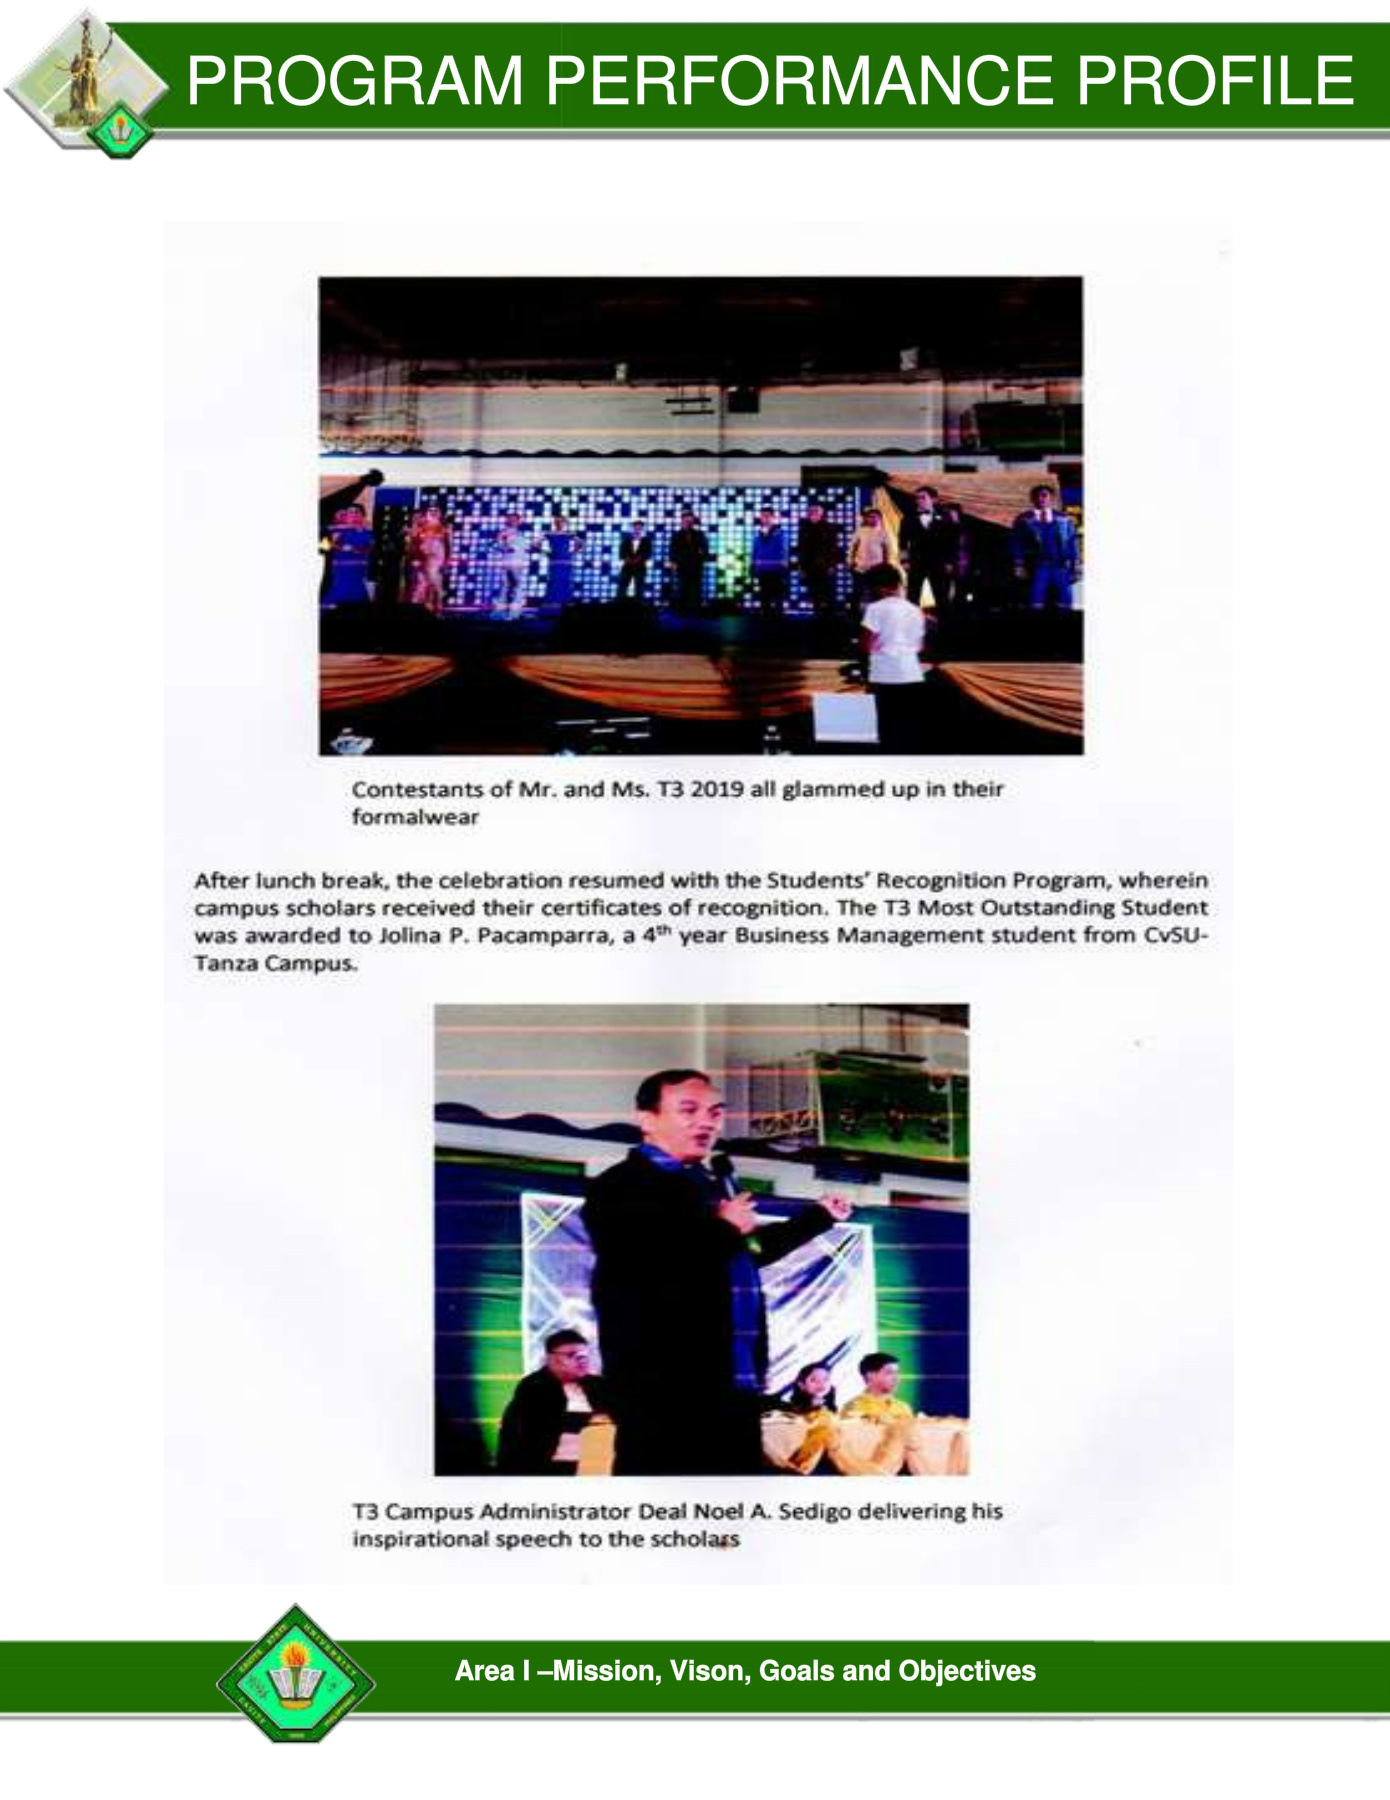 PROGRAM PERFORMANCE PROFILE
Contestants of Mr. and Ms. T3 2019 all glammed up in their
formalwear
After lunch break, the celebration resumed with the Students' Recognition Program, wherein
campus scholars received their certificates of recognition. The T3 Most Outstanding Student
was awarded to Jolina P. Pacamparra, a 4th year Business Management student from CvSU-
Tanza Campus.
T3 Campus Administrator Deal Noel A. Sedigo delivering his
inspirational speech to the scholars
Area I –Mission, Vison, Goals and Objectives